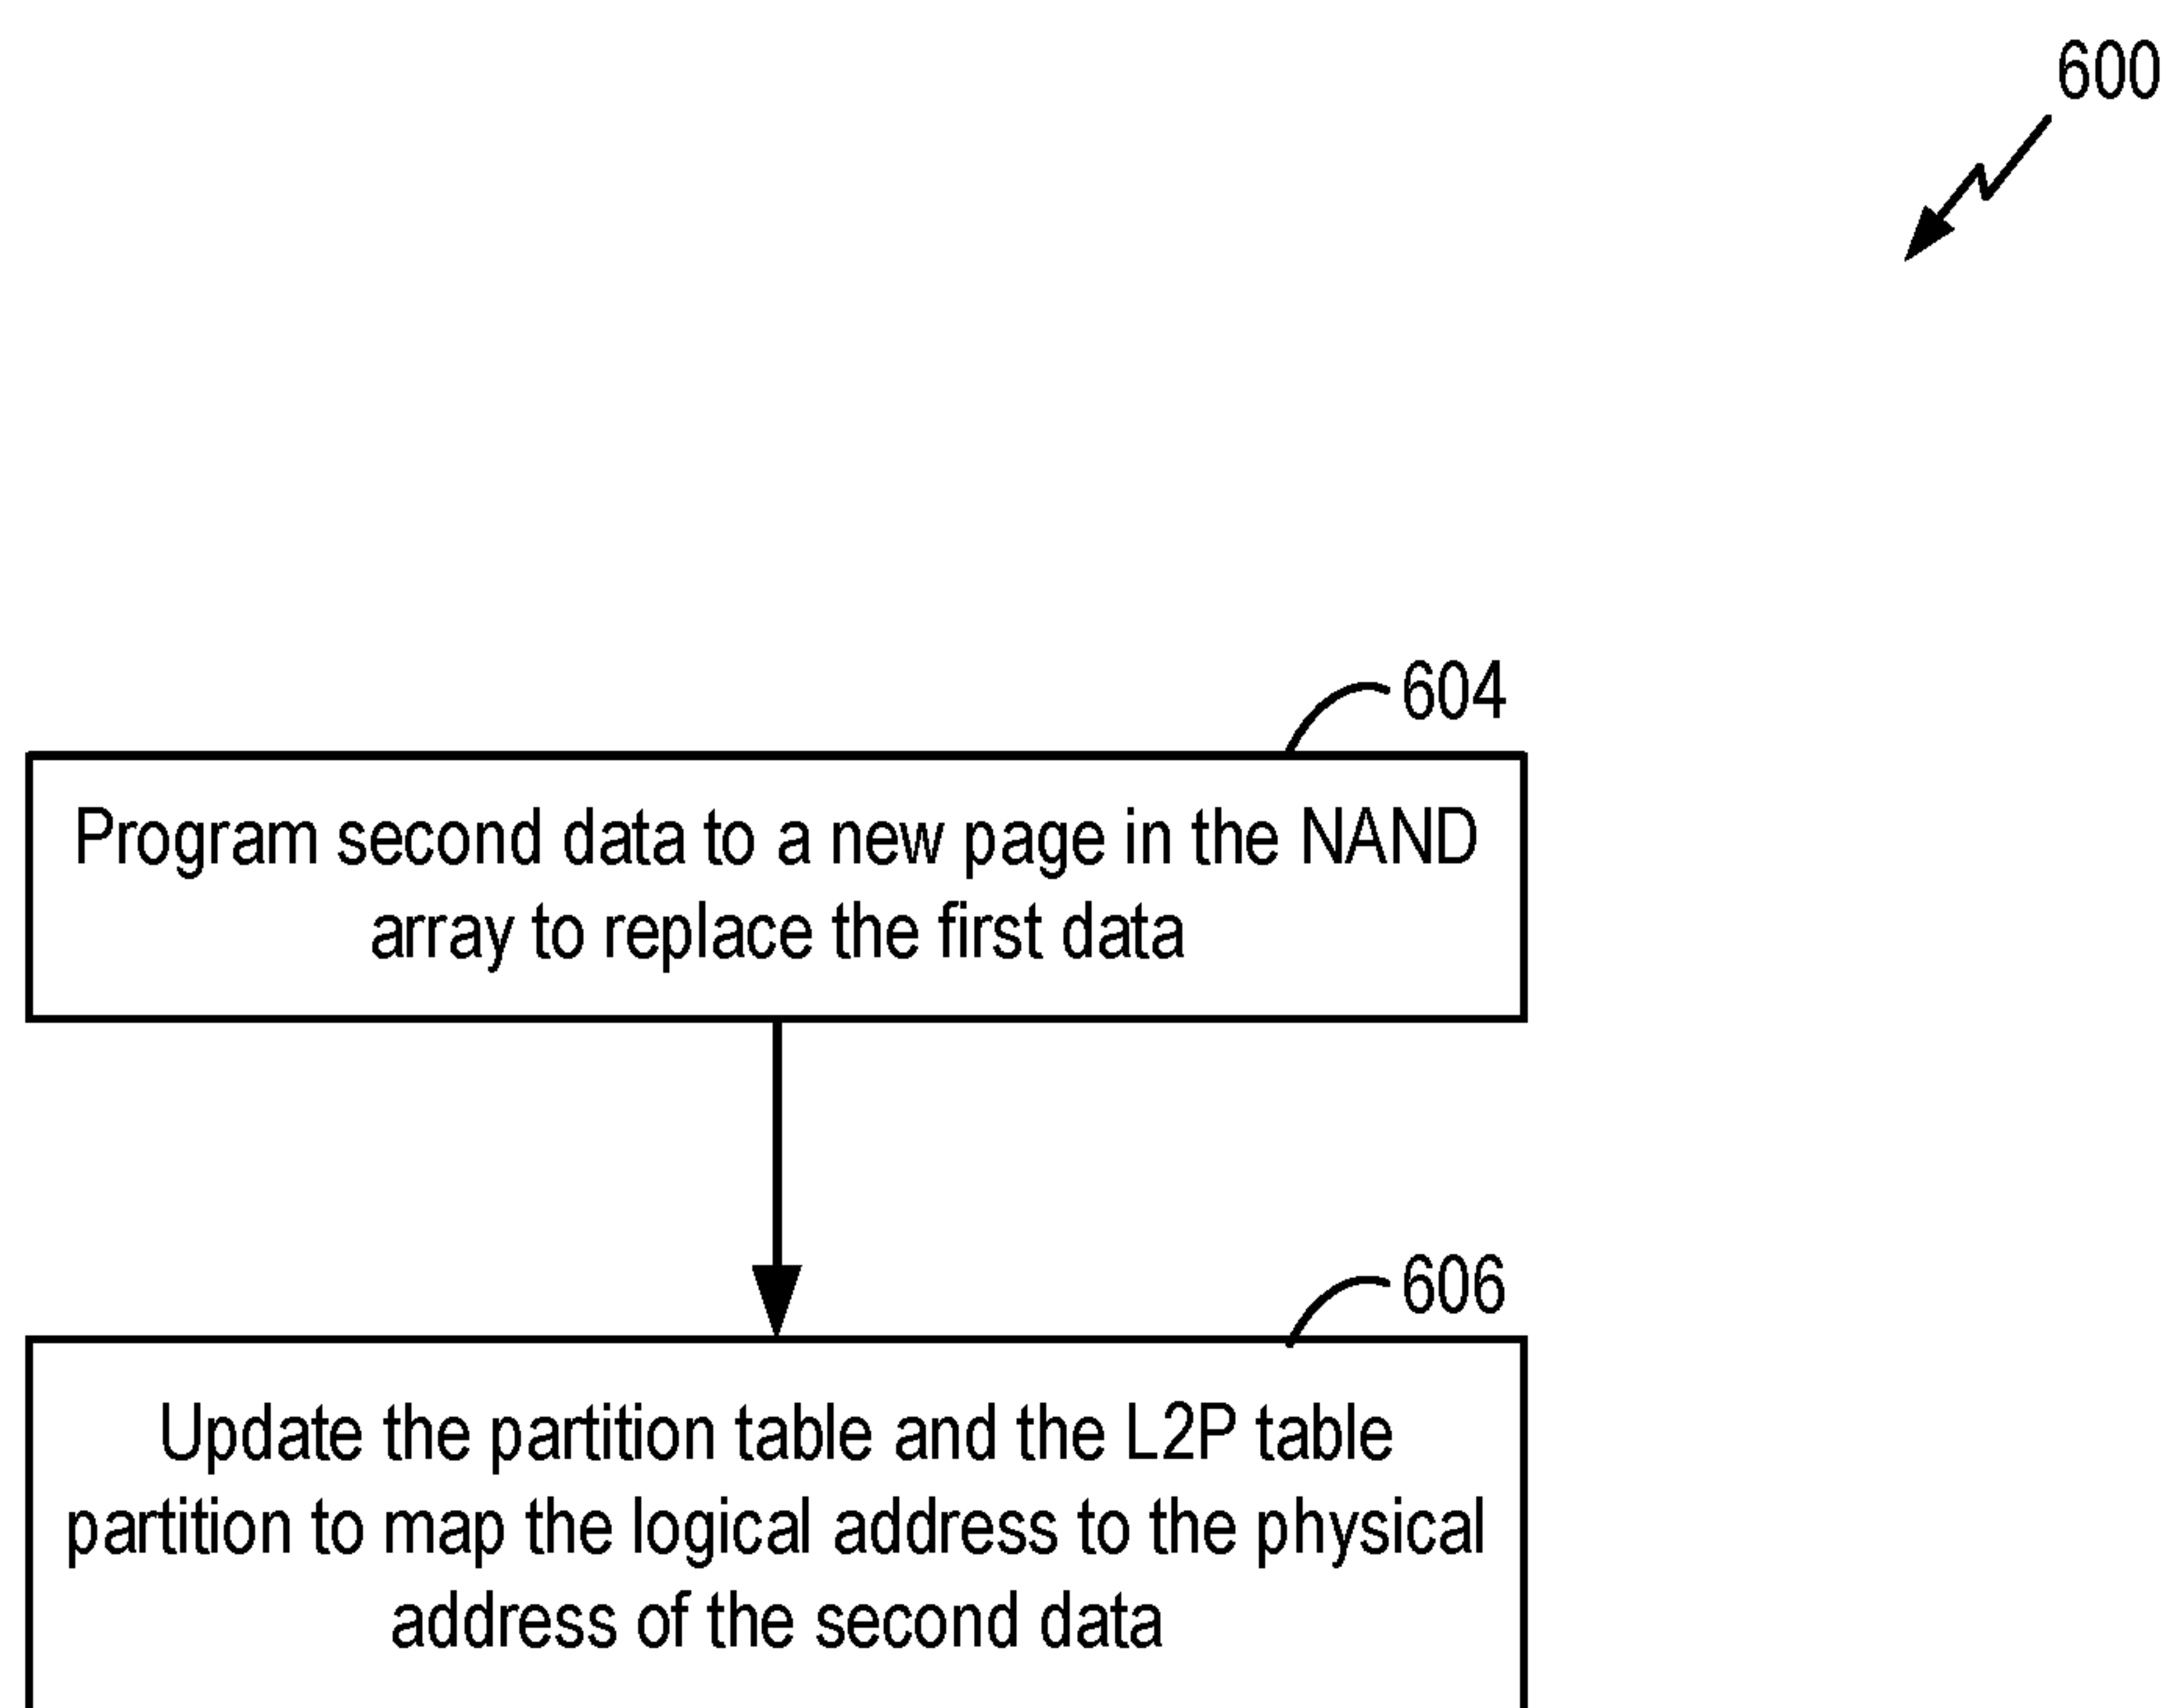 600
604
Program second data to a new page in the NAND
array to replace the first data
606
Update the partition table and the L2P table
partition to map the logical address to the physical
address of the second data